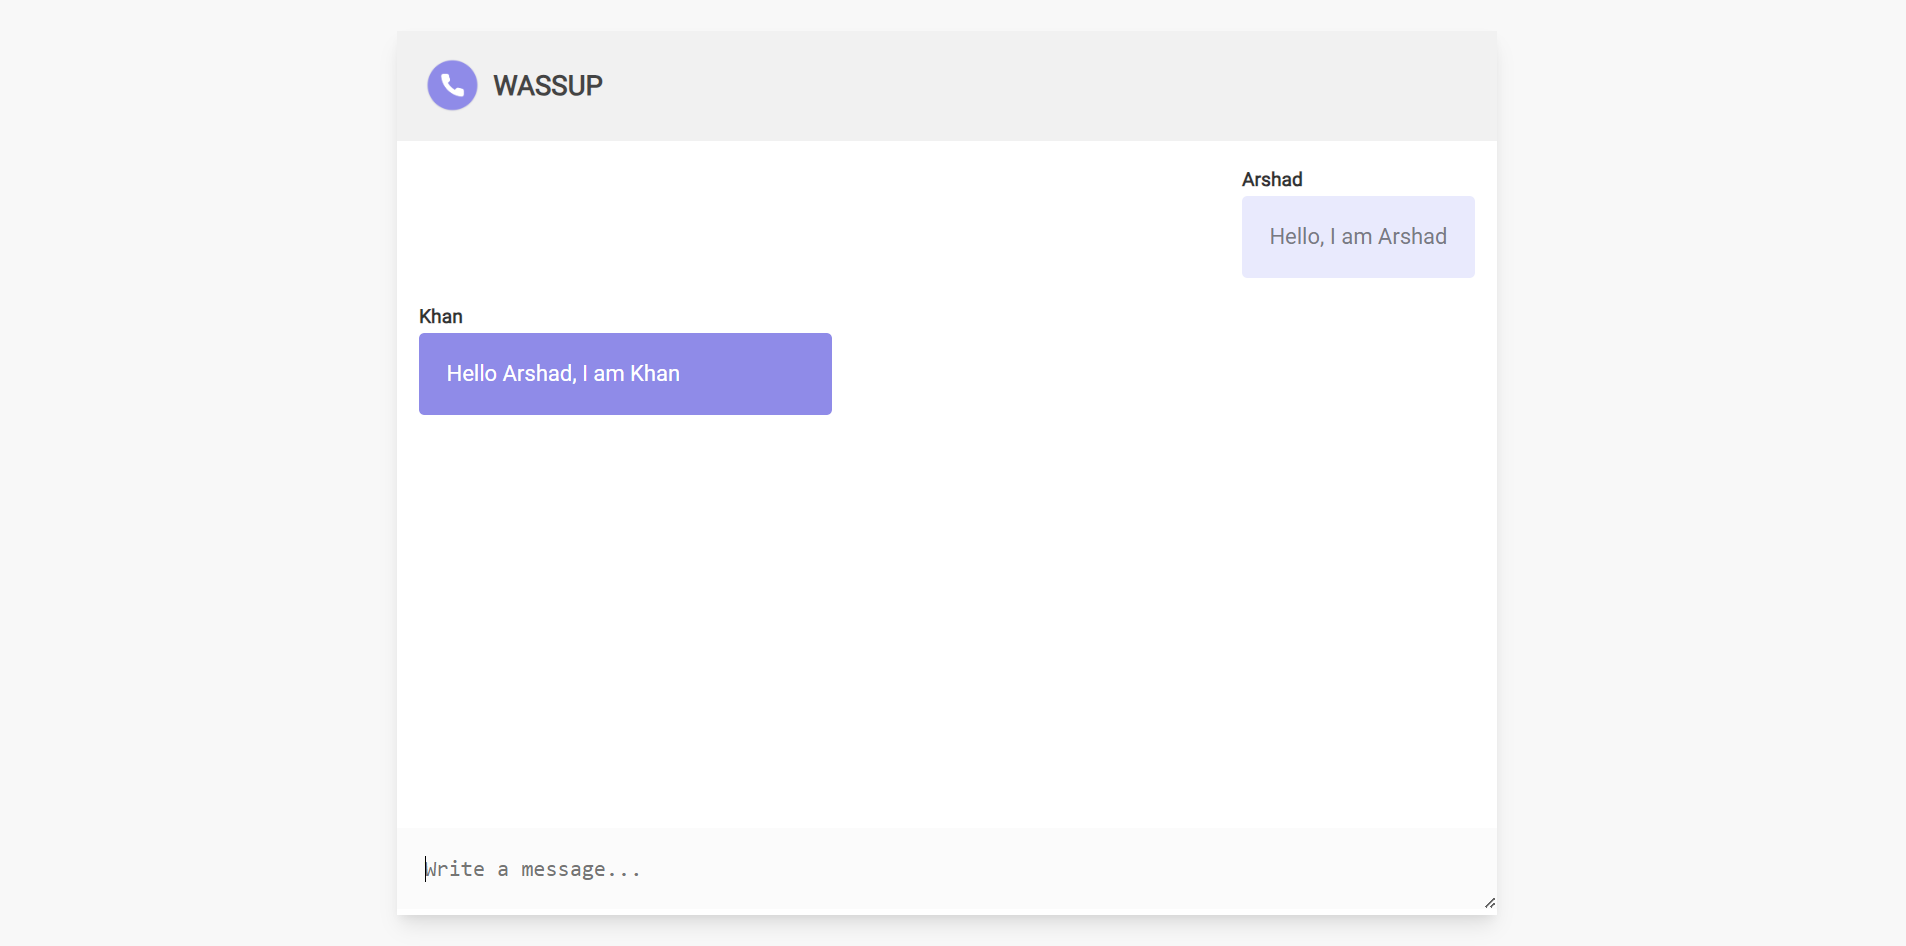 WASSUP
Arshad
Hello, I am Arshad
Khan
Hello Arshad, I am Khan
Write a message...